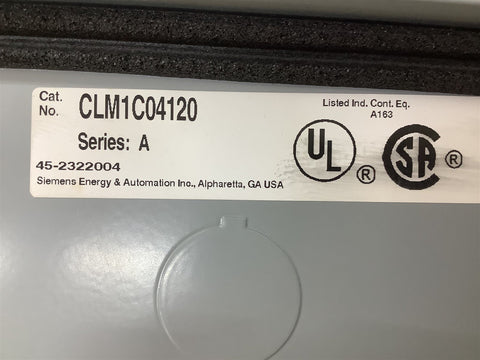 Cat. No. CLM1C04120
Series: A
45-2322004
Siemens Energy & Automation Inc., Alpharetta, GA USA
Listed Ind. Cont. Eq.
A163
UL ®
SA ®